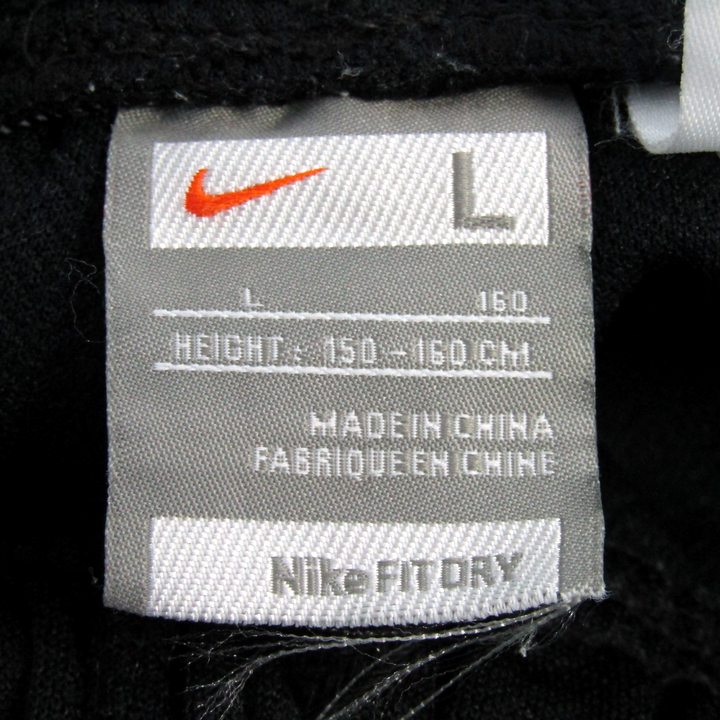 L
L 160
HEIGHT: 150-160 CM
MADE IN CHINA
FABRIQUE EN CHINE
Nike FIT DRY